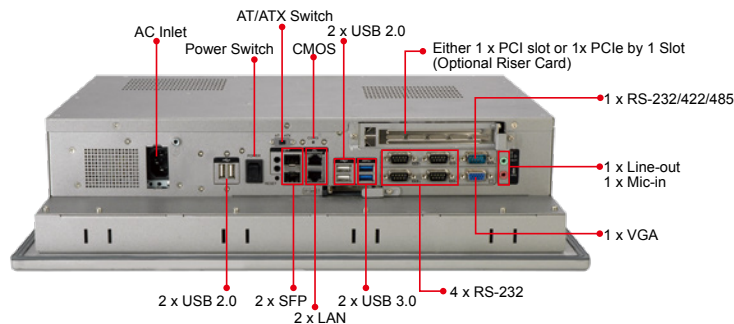 AT/ATX Switch
AC Inlet
2 x USB 2.0
Power Switch
CMOS
Either 1 x PCI slot or 1x PCIe by 1 Slot
(Optional Riser Card)
1 x RS-232/422/485
1 x Line-out
1 x Mic-in
1 x VGA
2 x USB 2.0
2 x SFP
2 x USB 3.0
4 x RS-232
2 x LAN